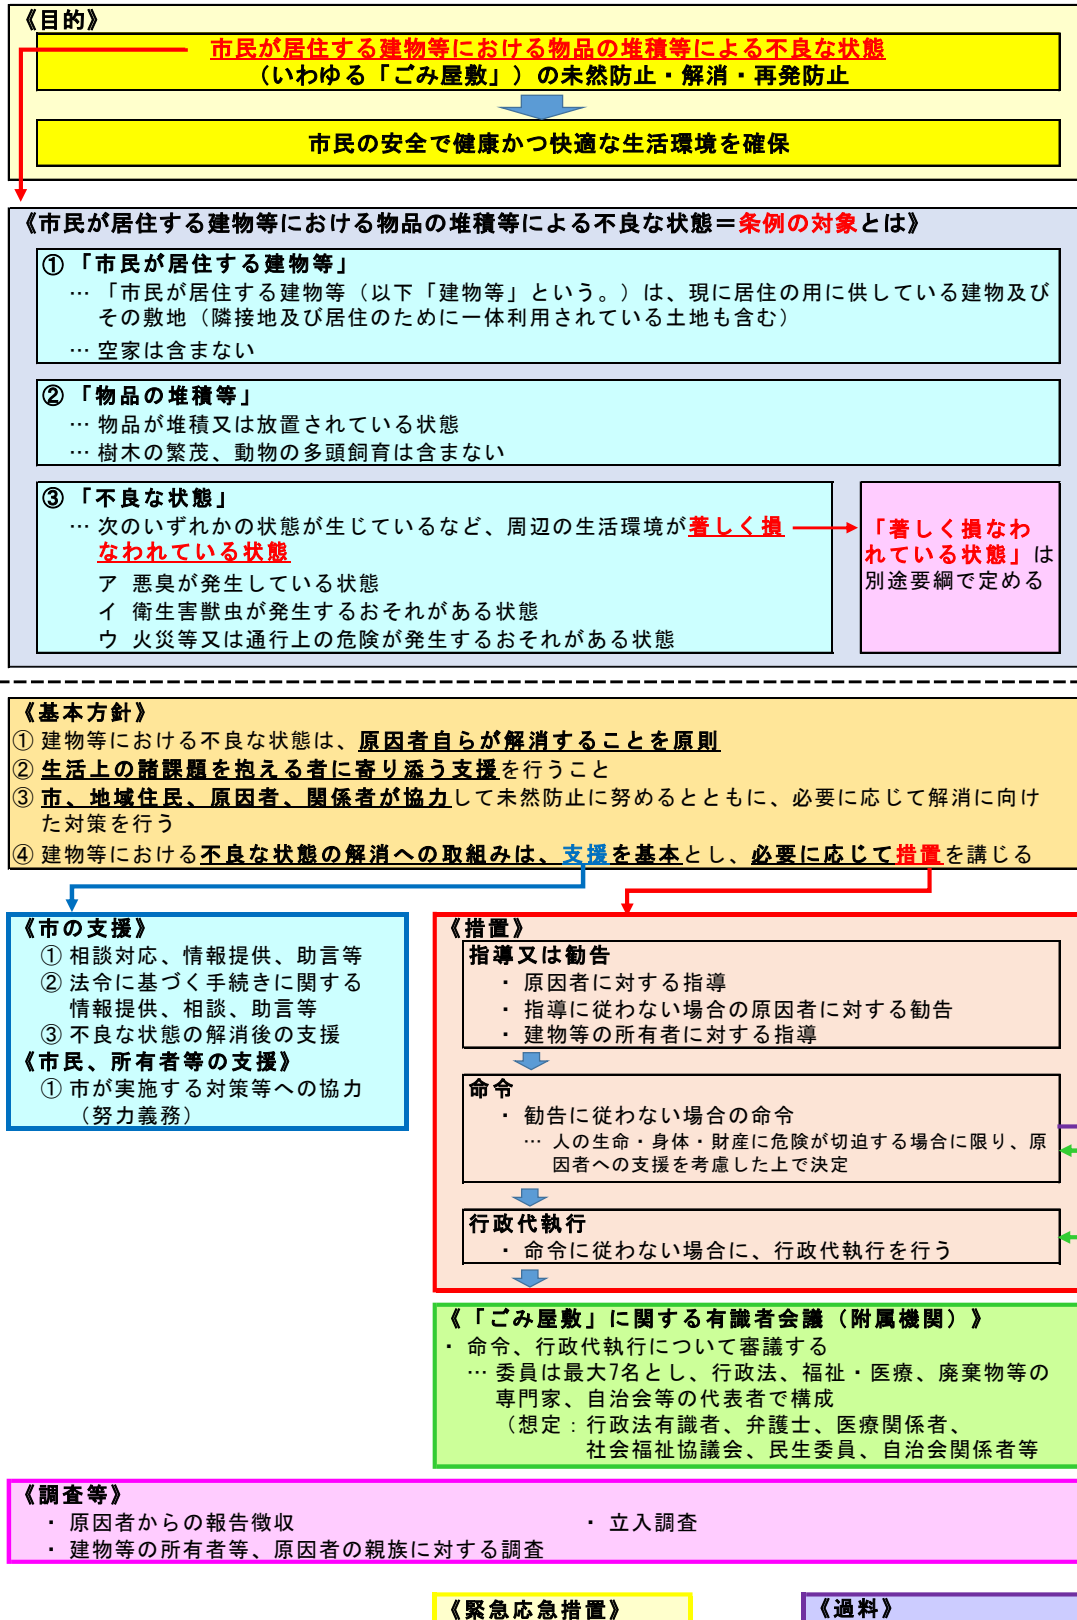 《目的》
市民が居住する建物等における物品の堆積等による不良な状態
（いわゆる「ごみ屋敷」）の未然防止・解消・再発防止
市民の安全で健康かつ快適な生活環境を確保
《市民が居住する建物等における物品の堆積等による不良な状態＝条例の対象とは》
①「市民が居住する建物等」
…「市民が居住する建物等（以下「建物等」という。）は、現に居住の用に供している建物及び
その敷地（隣接地及び居住のために一体利用されている土地も含む）
… 空家は含まない
②「物品の堆積等」
… 物品が堆積又は放置されている状態
… 樹木の繁茂、動物の多頭飼育は含まない
③「不良な状態」
… 次のいずれかの状態が生じているなど、周辺の生活環境が著しく損
なわれている状態
ア 悪臭が発生している状態
イ 衛生害獣虫が発生するおそれがある状態
ウ 火災等又は通行上の危険が発生するおそれがある状態
「著しく損なわ
れている状態」は
別途要綱で定める
《基本方針》
① 建物等における不良な状態は、原因者自らが解消することを原則
② 生活上の諸課題を抱える者に寄り添う支援を行うこと
③ 市、地域住民、原因者、関係者が協力して未然防止に努めるとともに、必要に応じて解消に向け
た対策を行う
④ 建物等における不良な状態の解消への取組みは、支援を基本とし、必要に応じて措置を講じる
《市の支援》
① 相談対応、情報提供、助言等
② 法令に基づく手続きに関する
情報提供、相談、助言等
③ 不良な状態の解消後の支援
《市民、所有者等の支援》
① 市が実施する対策等への協力
（努力義務）
《措置》
指導又は勧告
・ 原因者に対する指導
・ 指導に従わない場合の原因者に対する勧告
・ 建物等の所有者に対する指導
命令
・ 勧告に従わない場合の命令
… 人の生命・身体・財産に危険が切迫する場合に限り、原
因者への支援を考慮した上で決定
行政代執行
・ 命令に従わない場合に、行政代執行を行う
《「ごみ屋敷」に関する有識者会議（附属機関）》
・ 命令、行政代執行について審議する
… 委員は最大7名とし、行政法、福祉・医療、廃棄物等の
専門家、自治会等の代表者で構成
（想定：行政法有識者、弁護士、医療関係者、
社会福祉協議会、民生委員、自治会関係者等
《調査等》
・ 原因者からの報告徴収 ・ 立入調査
・ 建物等の所有者等、原因者の親族に対する調査
《緊急応急措置》 《過料》